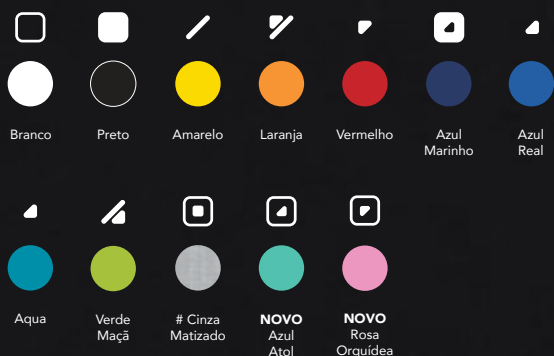 Branco
Preto
Amarelo
Laranja
Vermelho
Azul
Marinho
Azul
Real
Aqua
Verde
Maçã
# Cinza
Matizado
NOVO
Azul
Atol
NOVO
Rosa
Orquídea